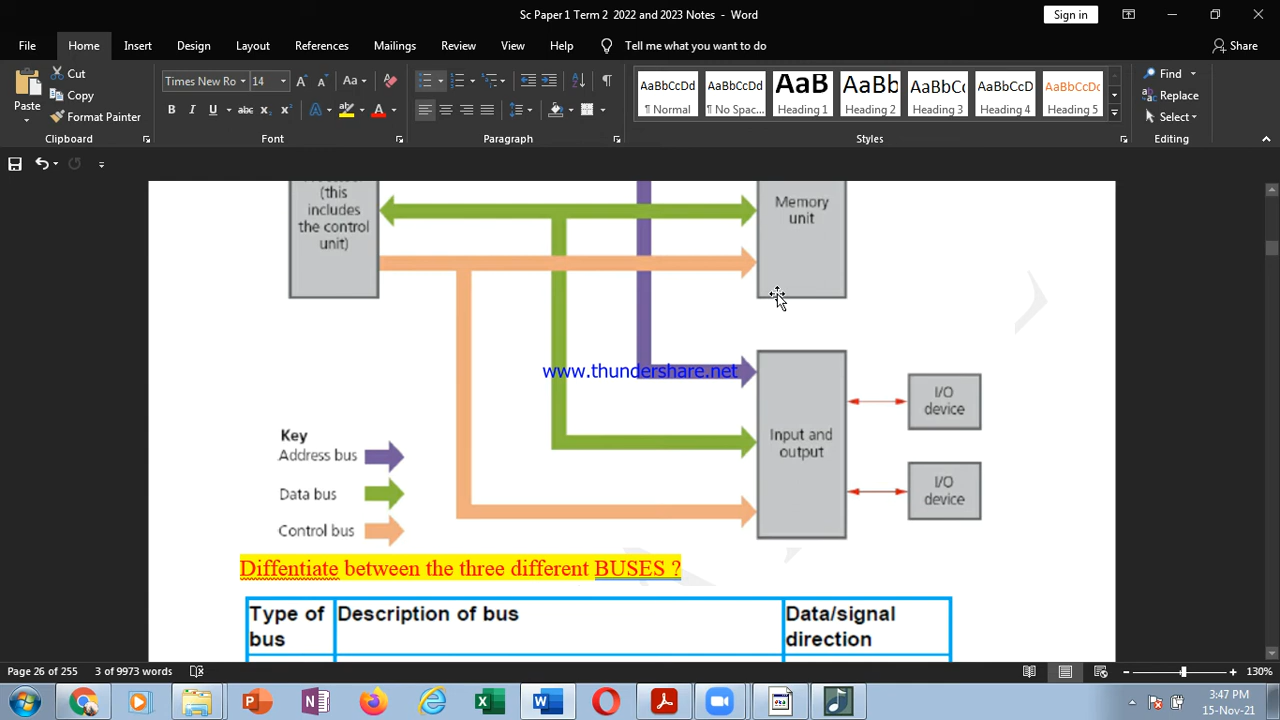 Sc Paper 1 Term 2 2022 and 2023 Notes - Word
Sign in
File Home Insert Design Layout References Mailings Review View Help Tell me what you want to do Share
Paste
Cut
Copy
Format Painter
Clipboard
Times New Ro 14
Font
Paragraph
AaBbCcDd AaBbCcDd AaB AaBbC AaBbCcD AaBbCcD AaBbCcDc
¶ Normal ¶ No Spac... Heading 1 Heading 2 Heading 3 Heading 4 Heading 5
Styles
Find
Replace
Select
Editing
(this
includes
the control
unit)
Memory
unit
www.thundershare.net
Input and
output
I/O
device
I/O
device
Key
Address bus
Data bus
Control bus
Diffentiate between the three different BUSES ?
Type of bus
Description of bus
Data/signal direction
Page 26 of 255 3 of 9973 words 130%
3:47 PM
15-Nov-21